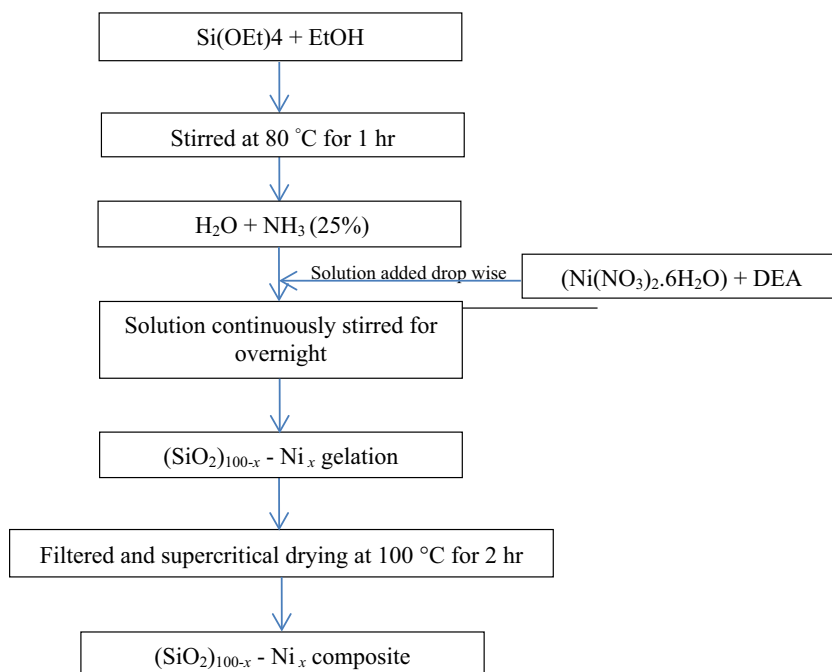 Si(OEt)4 + EtOH
Stirred at 80 °C for 1 hr
H₂O + NH₃ (25%)
Solution added drop wise
(Ni(NO₃)₂.6H₂O) + DEA
Solution continuously stirred for
overnight
(SiO₂)₁₀₀₋ₓ - Ni ₓ gelation
Filtered and supercritical drying at 100 °C for 2 hr
(SiO₂)₁₀₀₋ₓ - Ni ₓ composite